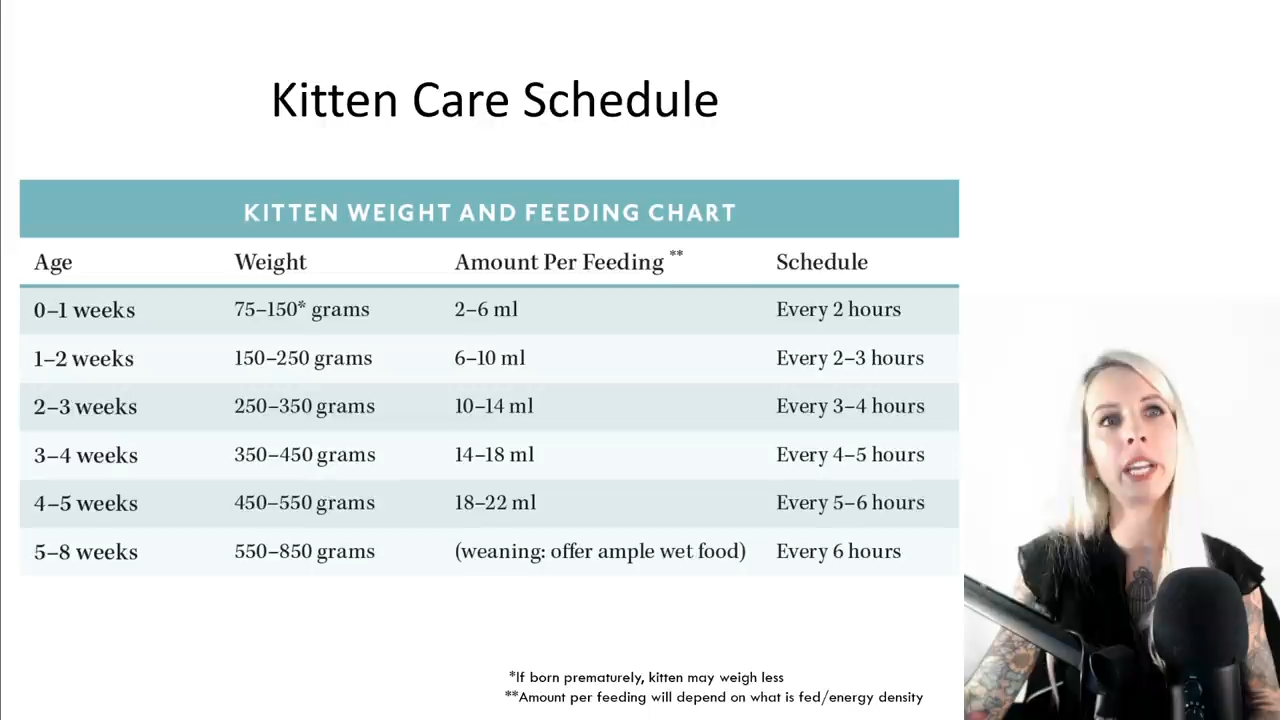 Kitten Care Schedule
KITTEN WEIGHT AND FEEDING CHART
Age Weight Amount Per Feeding ** Schedule
0–1 weeks 75–150* grams 2–6 ml Every 2 hours
1–2 weeks 150–250 grams 6–10 ml Every 2–3 hours
2–3 weeks 250–350 grams 10–14 ml Every 3–4 hours
3–4 weeks 350–450 grams 14–18 ml Every 4–5 hours
4–5 weeks 450–550 grams 18–22 ml Every 5–6 hours
5–8 weeks 550–850 grams (weaning: offer ample wet food) Every 6 hours
*If born prematurely, kitten may weigh less
**Amount per feeding will depend on what is fed/energy density